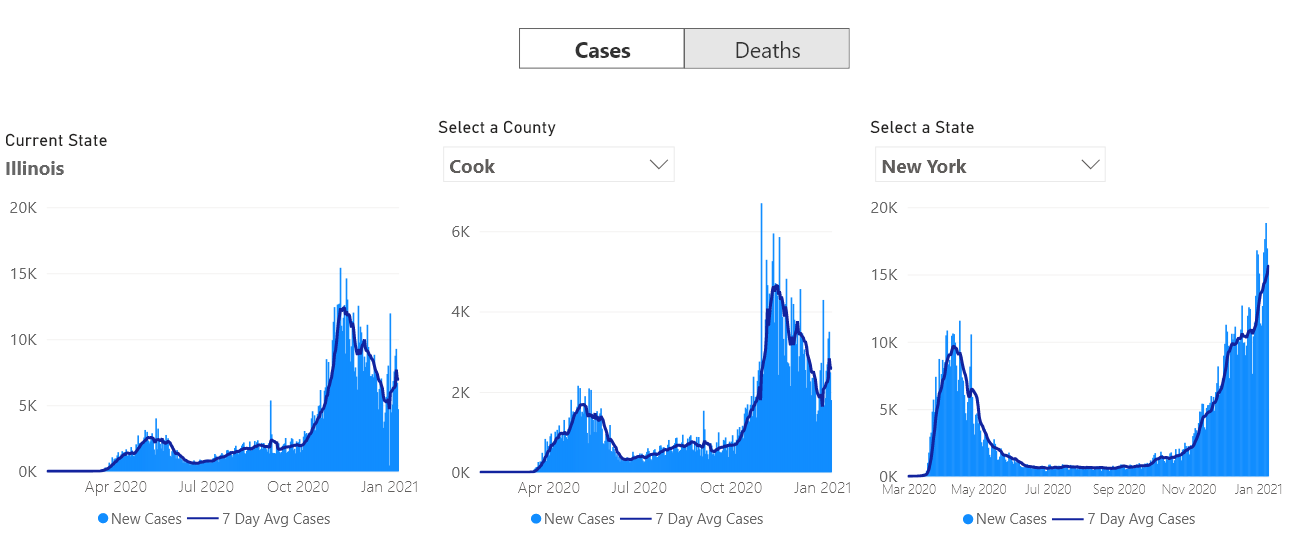 Cases Deaths
Current State
Illinois
20K
15K
10K
5K
0K
Apr 2020 Jul 2020 Oct 2020 Jan 2021
New Cases 7 Day Avg Cases
Select a County
Cook
6K
4K
2K
0K
Apr 2020 Jul 2020 Oct 2020 Jan 2021
New Cases 7 Day Avg Cases
Select a State
New York
20K
15K
10K
5K
0K
Mar 2020 May 2020 Jul 2020 Sep 2020 Nov 2020 Jan 2021
New Cases 7 Day Avg Cases